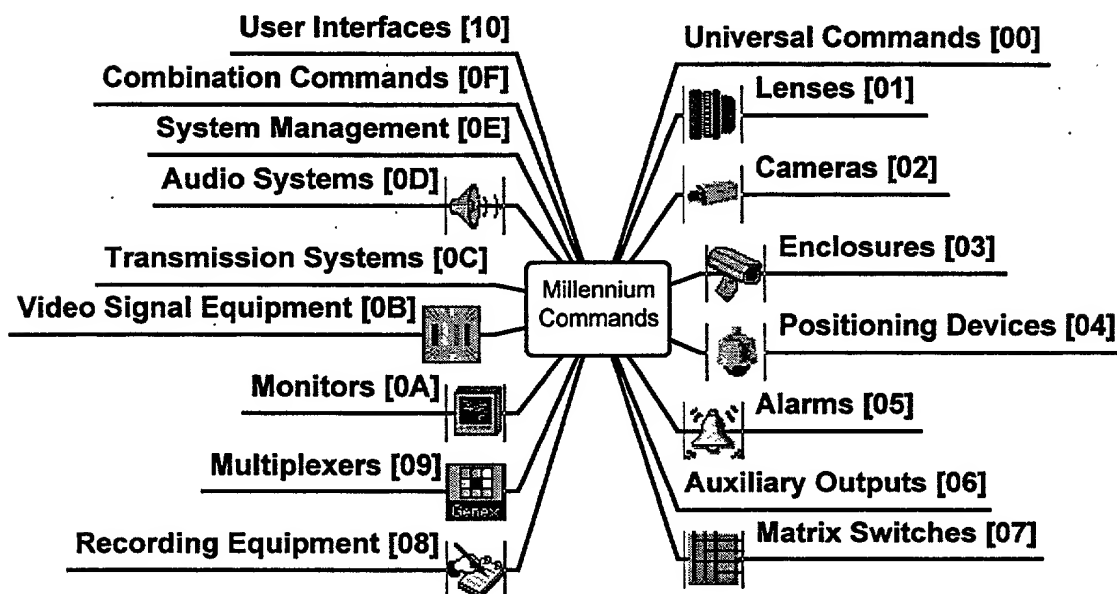 User Interfaces [10]
Combination Commands [0F]
System Management [0E]
Audio Systems [0D]
Transmission Systems [0C]
Video Signal Equipment [0B]
Monitors [0A]
Multiplexers [09]
Genex
Recording Equipment [08]
Millennium
Commands
Universal Commands [00]
Lenses [01]
Cameras [02]
Enclosures [03]
Positioning Devices [04]
Alarms [05]
Auxiliary Outputs [06]
Matrix Switches [07]